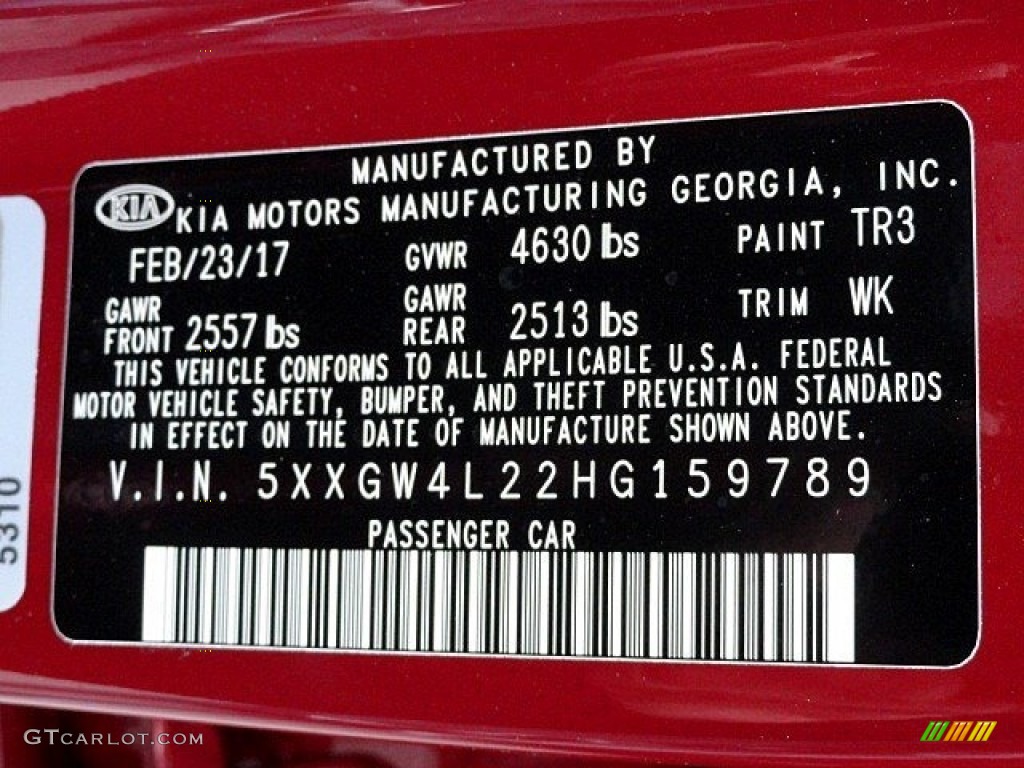 MANUFACTURED BY
KIA KIA MOTORS MANUFACTURING GEORGIA, INC.
FEB/23/17 GVWR 4630 lbs PAINT TR3
GAWR FRONT 2557 lbs GAWR REAR 2513 lbs TRIM WK
THIS VEHICLE CONFORMS TO ALL APPLICABLE U.S.A. FEDERAL
MOTOR VEHICLE SAFETY, BUMPER, AND THEFT PREVENTION STANDARDS
IN EFFECT ON THE DATE OF MANUFACTURE SHOWN ABOVE.
V.I.N. 5XXGW4L22HG159789
PASSENGER CAR
5310
GTCARLOT.COM